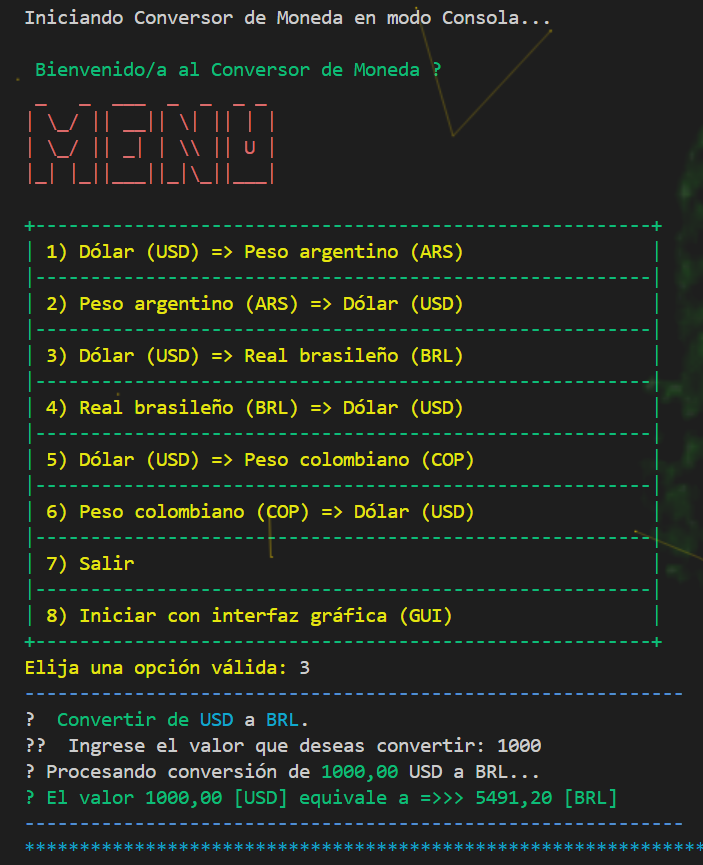 Iniciando Conversor de Moneda en modo Consola...
Bienvenido/a al Conversor de Moneda ?
MENU
+--------------------------------------------------------+
| 1) Dólar (USD) => Peso argentino (ARS) |
|--------------------------------------------------------|
| 2) Peso argentino (ARS) => Dólar (USD) |
|--------------------------------------------------------|
| 3) Dólar (USD) => Real brasileño (BRL) |
|--------------------------------------------------------|
| 4) Real brasileño (BRL) => Dólar (USD) |
|--------------------------------------------------------|
| 5) Dólar (USD) => Peso colombiano (COP) |
|--------------------------------------------------------|
| 6) Peso colombiano (COP) => Dólar (USD) |
|--------------------------------------------------------|
| 7) Salir |
|--------------------------------------------------------|
| 8) Iniciar con interfaz gráfica (GUI) |
+--------------------------------------------------------+
Elija una opción válida: 3
------------------------------------------------------------
? Convertir de USD a BRL.
?? Ingrese el valor que deseas convertir: 1000
? Procesando conversión de 1000,00 USD a BRL...
? El valor 1000,00 [USD] equivale a =>>> 5491,20 [BRL]
------------------------------------------------------------
**************************************************************